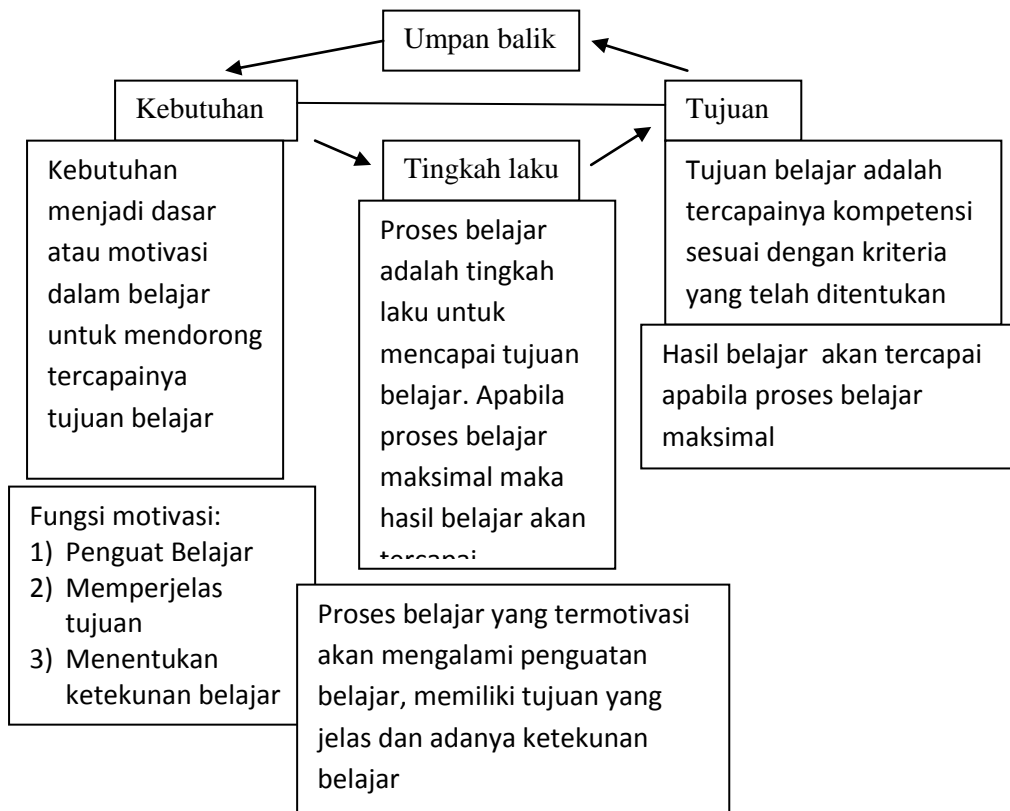 Umpan balik
Kebutuhan
Tujuan
Tingkah laku
Kebutuhan
menjadi dasar
atau motivasi
dalam belajar
untuk mendorong
tercapainya
tujuan belajar
Proses belajar
adalah tingkah
laku untuk
mencapai tujuan
belajar. Apabila
proses belajar
maksimal maka
hasil belajar akan
tercapai
Tujuan belajar adalah
tercapainya kompetensi
sesuai dengan kriteria
yang telah ditentukan
Hasil belajar  akan tercapai
apabila proses belajar
maksimal
Fungsi motivasi:
1) Penguat Belajar
2) Memperjelas
tujuan
3) Menentukan
ketekunan belajar
Proses belajar yang termotivasi
akan mengalami penguatan
belajar, memiliki tujuan yang
jelas dan adanya ketekunan
belajar